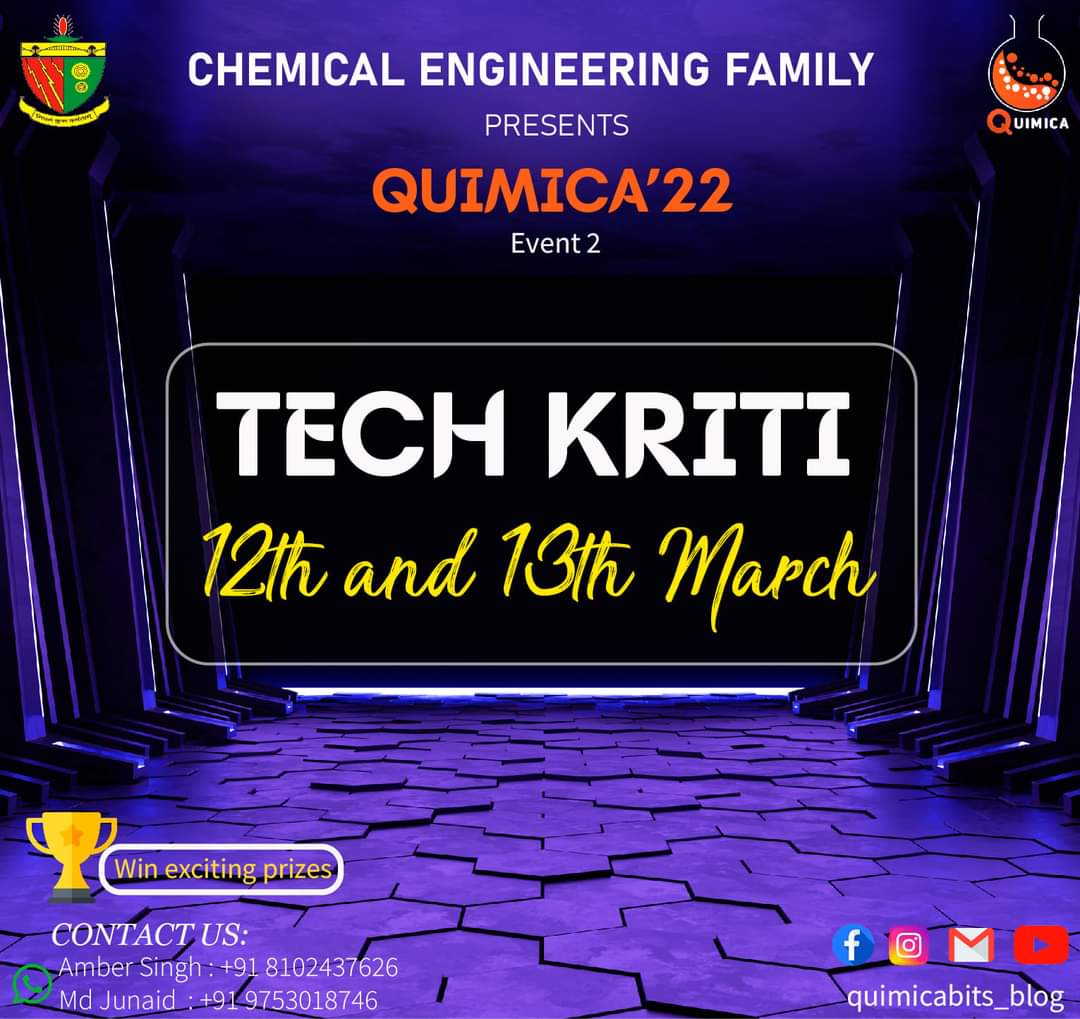 CHEMICAL ENGINEERING FAMILY
PRESENTS
QUIMICA'22
Event 2
QUIMICA
TECH KRITI
12th and 13th March
Win exciting prizes
CONTACT US:
Amber Singh : +91 8102437626
Md Junaid : +91 9753018746
quimicabits_blog